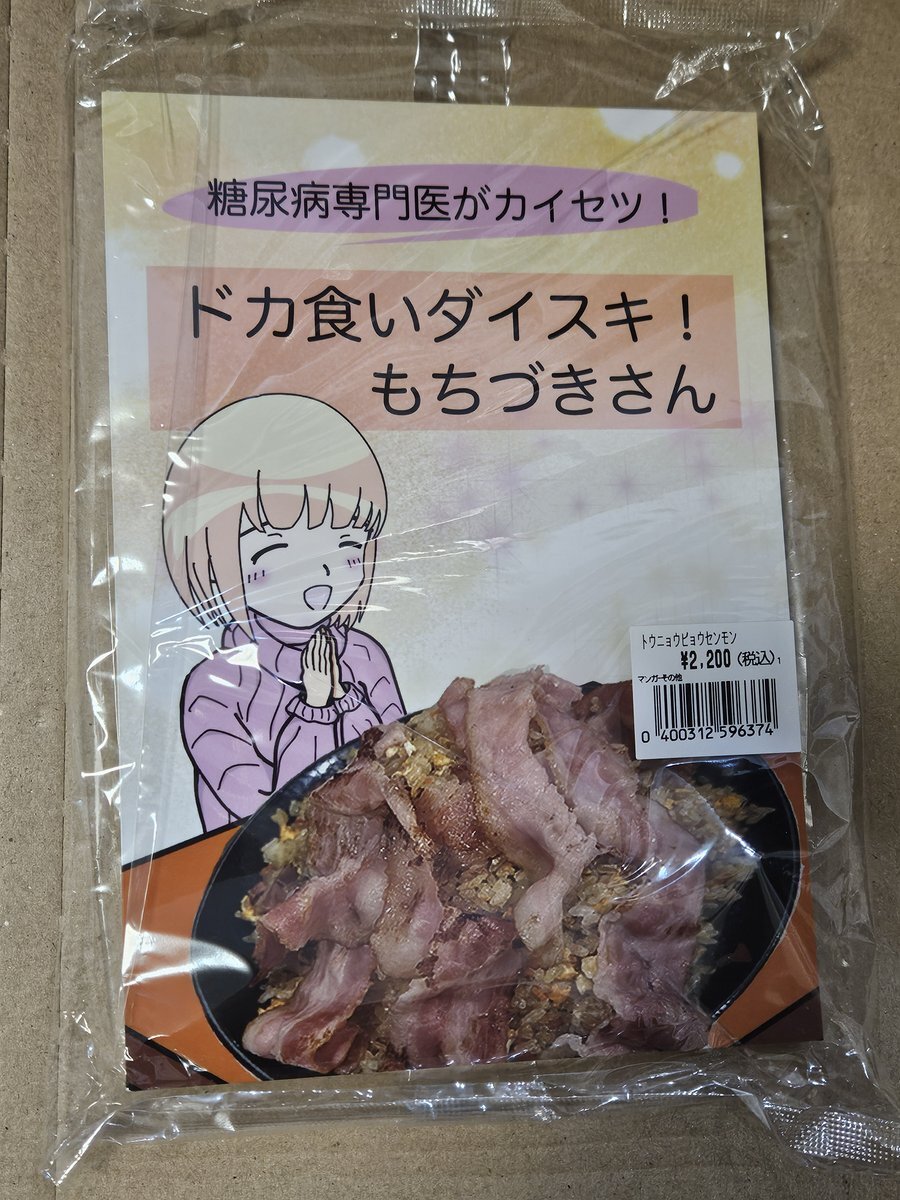 糖尿病専門医がカイセツ！
ドカ食いダイスキ！
もちづきさん
トウニョウビョウセンモン
¥2,200（税込）1
マンガーその他
0 400312 596374